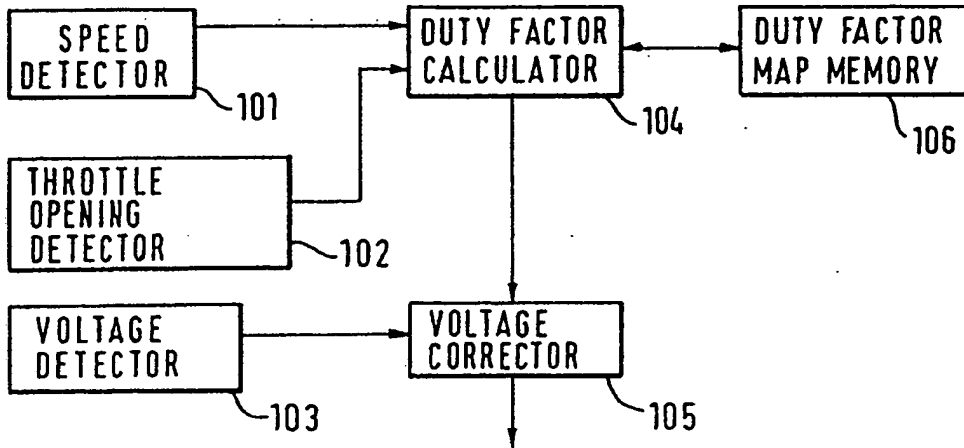 SPEED
DETECTOR
101
DUTY FACTOR
CALCULATOR
104
DUTY FACTOR
MAP MEMORY
106
THROTTLE
OPENING
DETECTOR
102
VOLTAGE
DETECTOR
103
VOLTAGE
CORRECTOR
105